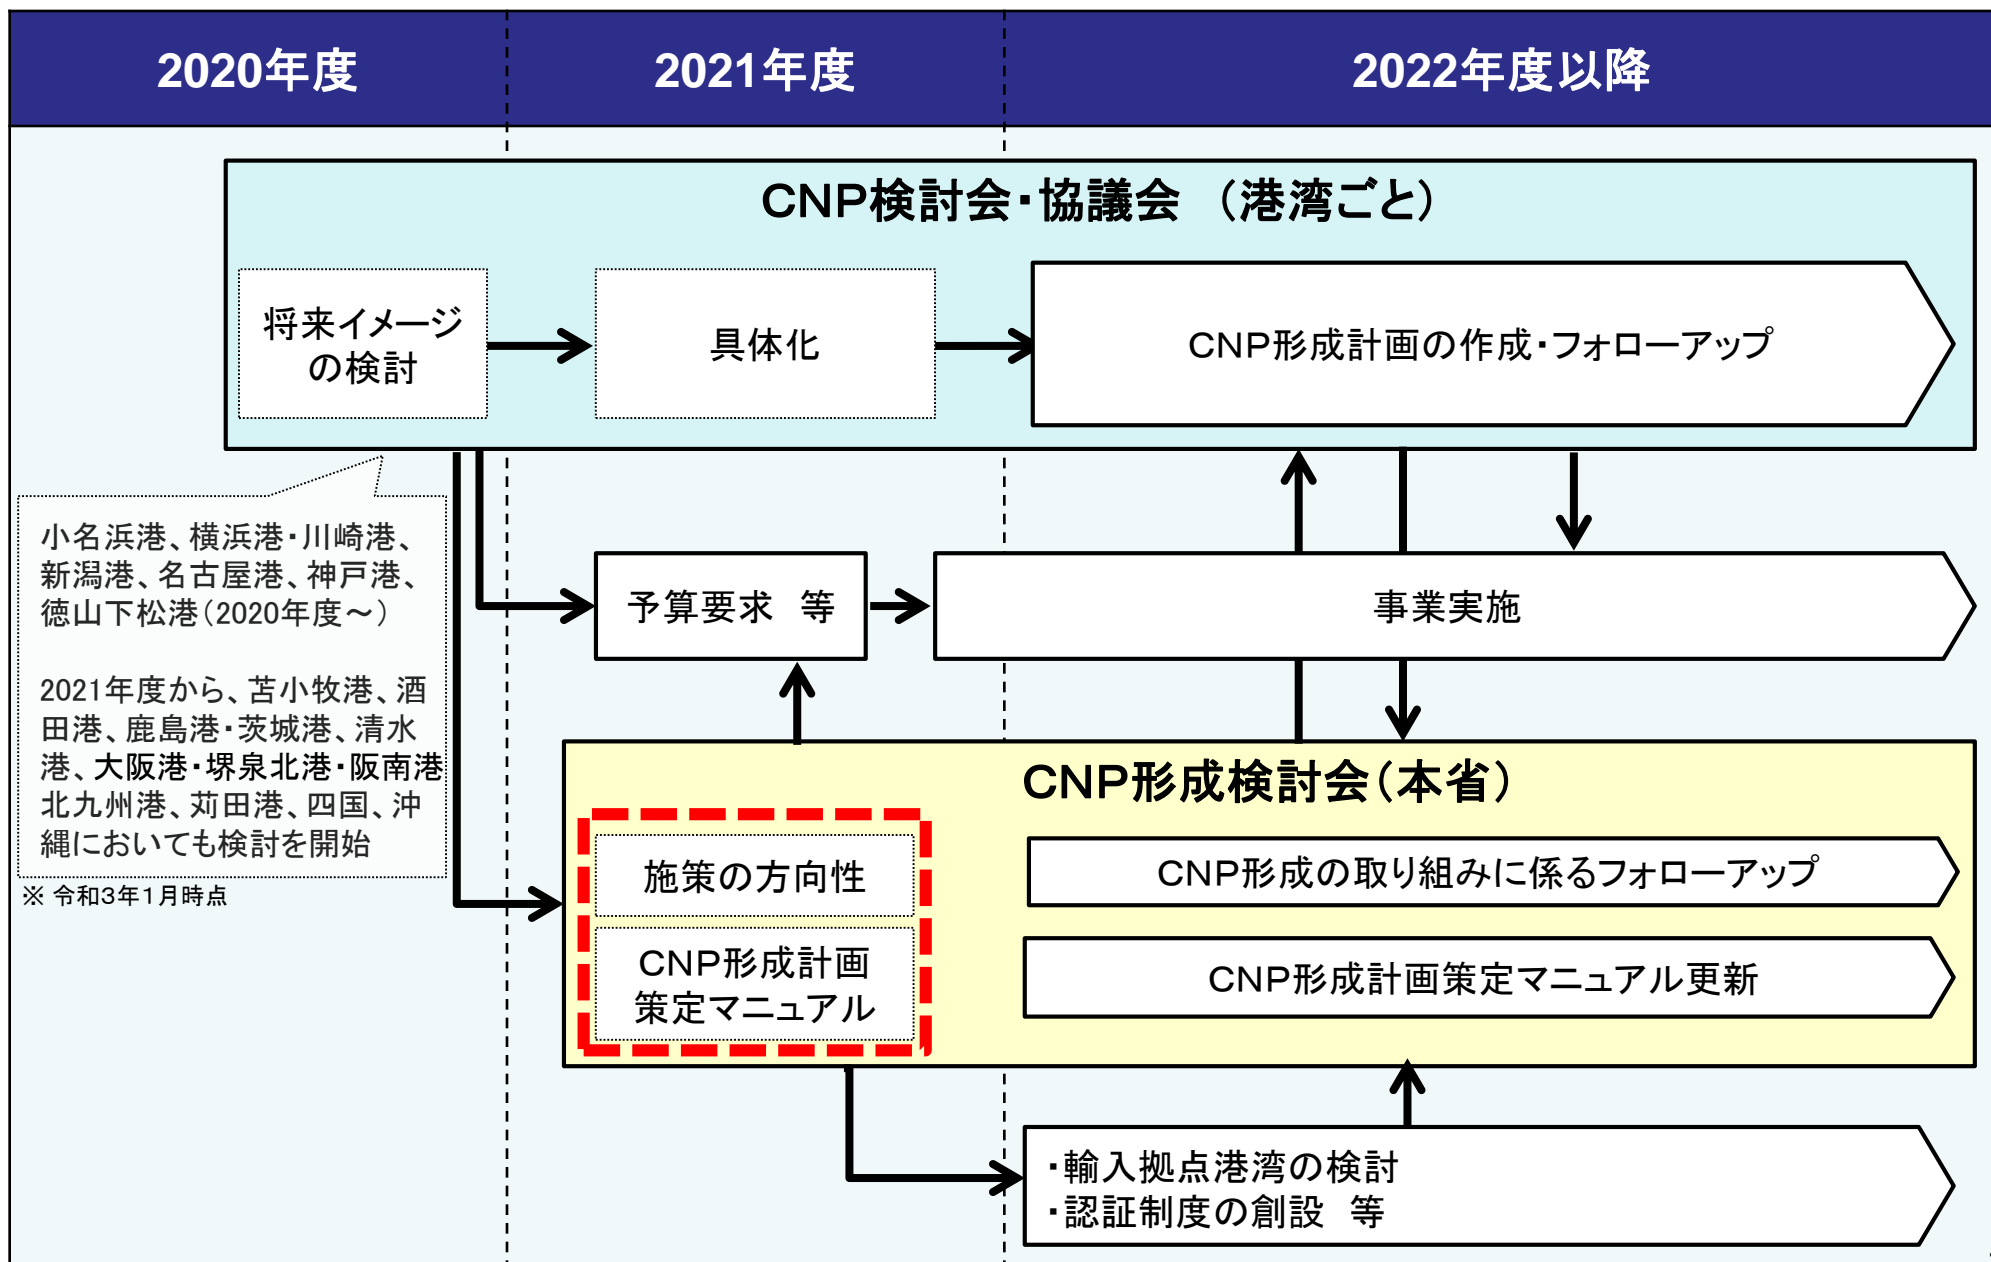 2020年度
2021年度
2022年度以降
CNP検討会・協議会 （港湾ごと）
将来イメージ
の検討
具体化
CNP形成計画の作成・フォローアップ
小名浜港、横浜港・川崎港、
新潟港、名古屋港、神戸港、
徳山下松港（2020年度～）
2021年度から、苫小牧港、酒
田港、鹿島港・茨城港、清水
港、大阪港・堺泉北港・阪南港
北九州港、苅田港、四国、沖
縄においても検討を開始
※ 令和3年1月時点
予算要求 等
事業実施
CNP形成検討会（本省）
施策の方向性
CNP形成計画
策定マニュアル
CNP形成の取り組みに係るフォローアップ
CNP形成計画策定マニュアル更新
・輸入拠点港湾の検討
・認証制度の創設 等